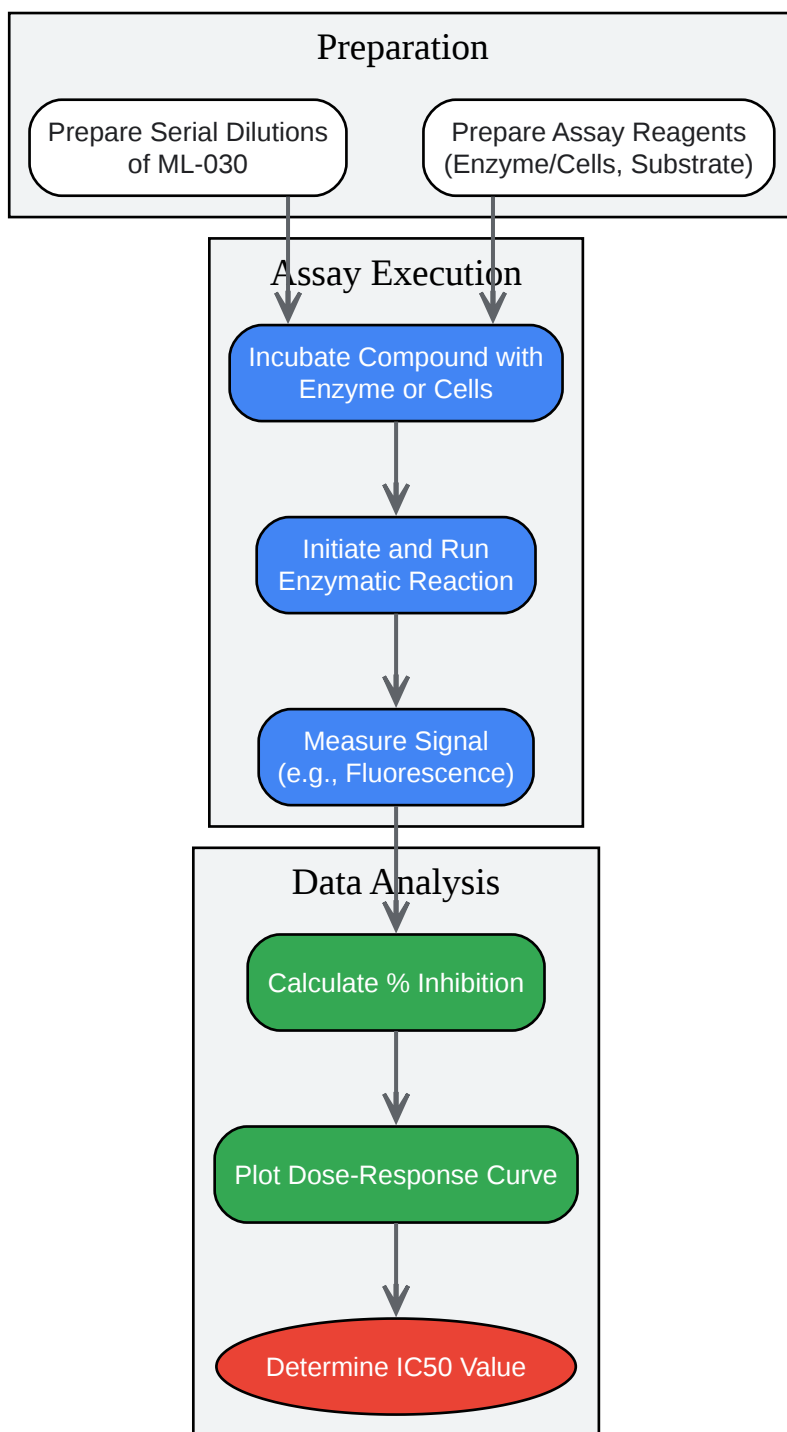 Preparation
Prepare Serial Dilutions
of ML-030
Prepare Assay Reagents
(Enzyme/Cells, Substrate)
Assay Execution
Incubate Compound with
Enzyme or Cells
Initiate and Run
Enzymatic Reaction
Measure Signal
(e.g., Fluorescence)
Data Analysis
Calculate % Inhibition
Plot Dose-Response Curve
Determine IC50 Value